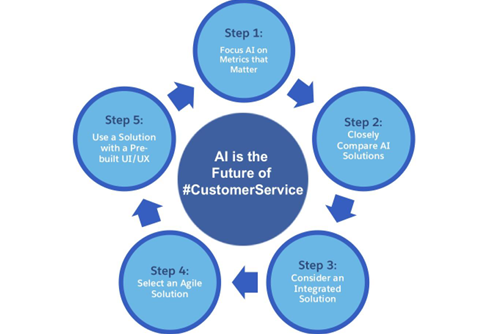 Step 1:
Focus AI on
Metrics that
Matter
Step 2:
Closely
Compare AI
Solutions
Step 3:
Consider an
Integrated
Solution
Step 4:
Select an Agile
Solution
Step 5:
Use a Solution
with a Pre-
built UI/UX
AI is the
Future of
#CustomerService